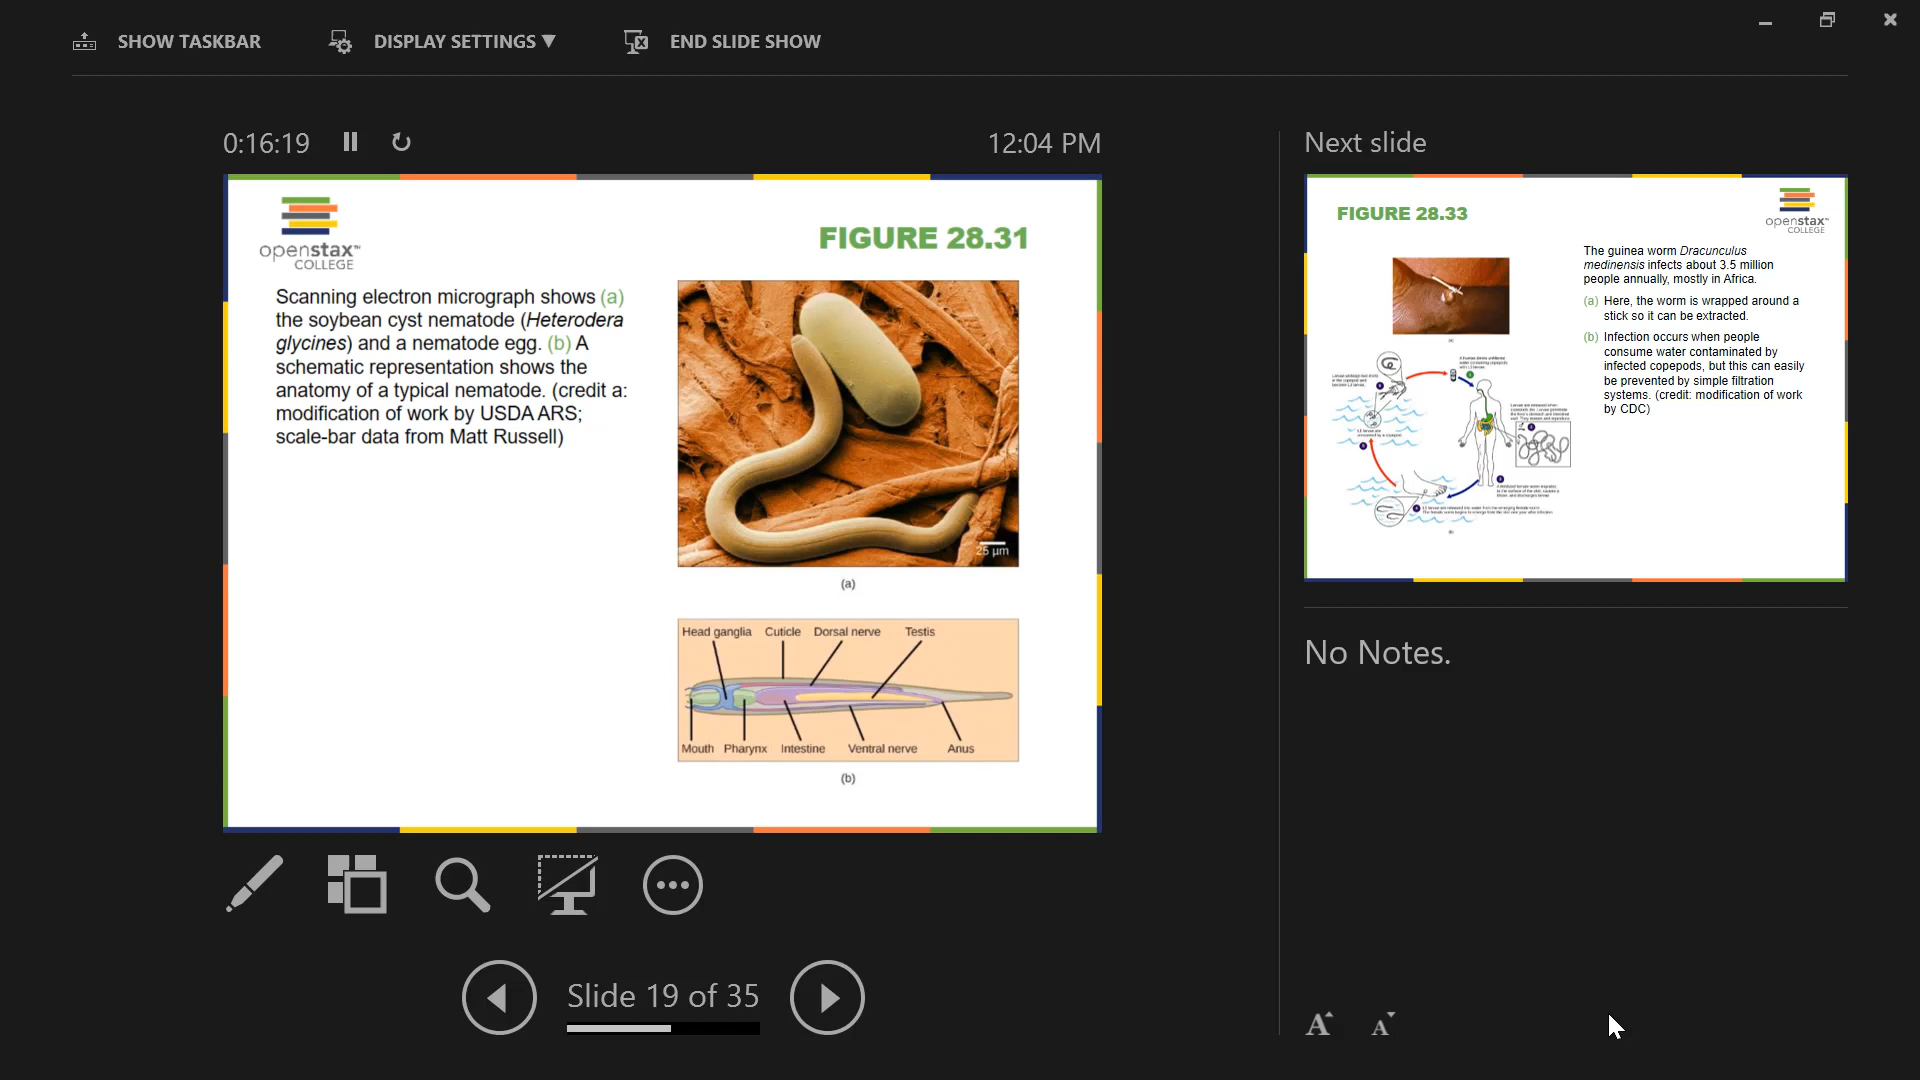 SHOW TASKBAR
DISPLAY SETTINGS ▼
END SLIDE SHOW
0:16:19
12:04 PM
openstax™
COLLEGE
FIGURE 28.31
Scanning electron micrograph shows (a)
the soybean cyst nematode (Heterodera
glycines) and a nematode egg. (b) A
schematic representation shows the
anatomy of a typical nematode. (credit a:
modification of work by USDA ARS;
scale-bar data from Matt Russell)
25 µm
(a)
Head ganglia Cuticle Dorsal nerve Testis
Mouth Pharynx Intestine Ventral nerve Anus
(b)
Slide 19 of 35
Next slide
FIGURE 28.33
openstax™
COLLEGE
The guinea worm Dracunculus
medinensis infects about 3.5 million
people annually, mostly in Africa.
(a) Here, the worm is wrapped around a
stick so it can be extracted.
(b) Infection occurs when people
consume water contaminated by
infected copepods, but this can easily
be prevented by simple filtration
systems. (credit: modification of work
by CDC)
No Notes.
A A